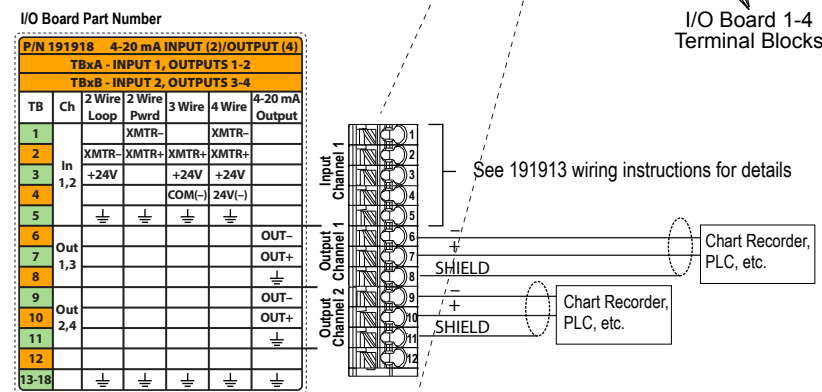 I/O Board Part Number
P/N 191918 4-20 mA INPUT (2)/OUTPUT (4)
TBxA - INPUT 1, OUTPUTS 1-2
TBxB - INPUT 2, OUTPUTS 3-4
TB Ch 2 Wire Loop 2 Wire Pwrd 3 Wire 4 Wire 4-20 mA Output
1 XMTR– XMTR–
2 XMTR– XMTR+ XMTR+ XMTR+
In 1,2
3 +24V +24V +24V
4 COM(–) 24V(–)
5
6 OUT–
Out 1,3
7 OUT+
8
9 OUT–
Out 2,4
10 OUT+
11
12
13-18
Input Channel 1
Output Channel 1
Output Channel 2
1
2
3
4
5
6
7
8
9
10
11
12
I/O Board 1-4
Terminal Blocks
See 191913 wiring instructions for details
–
+
SHIELD
Chart Recorder,
PLC, etc.
–
+
SHIELD
Chart Recorder,
PLC, etc.